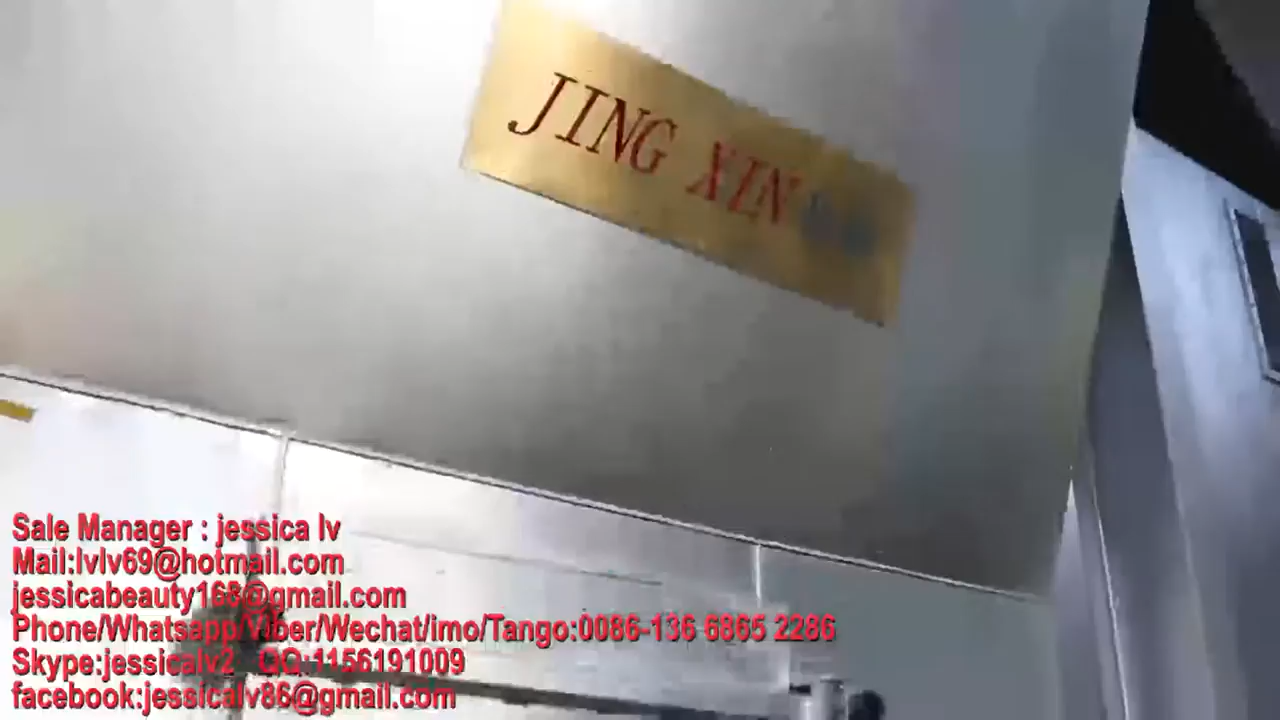 JING XIN
Sale Manager : jessica lv
Mail:lvlv69@hotmail.com
jessicabeauty168@gmail.com
Phone/Whatsapp/Viber/Wechat/imo/Tango:0086-136 6865 2286
Skype:jessicalv2 QQ:1156191009
facebook:jessicalv86@gmail.com